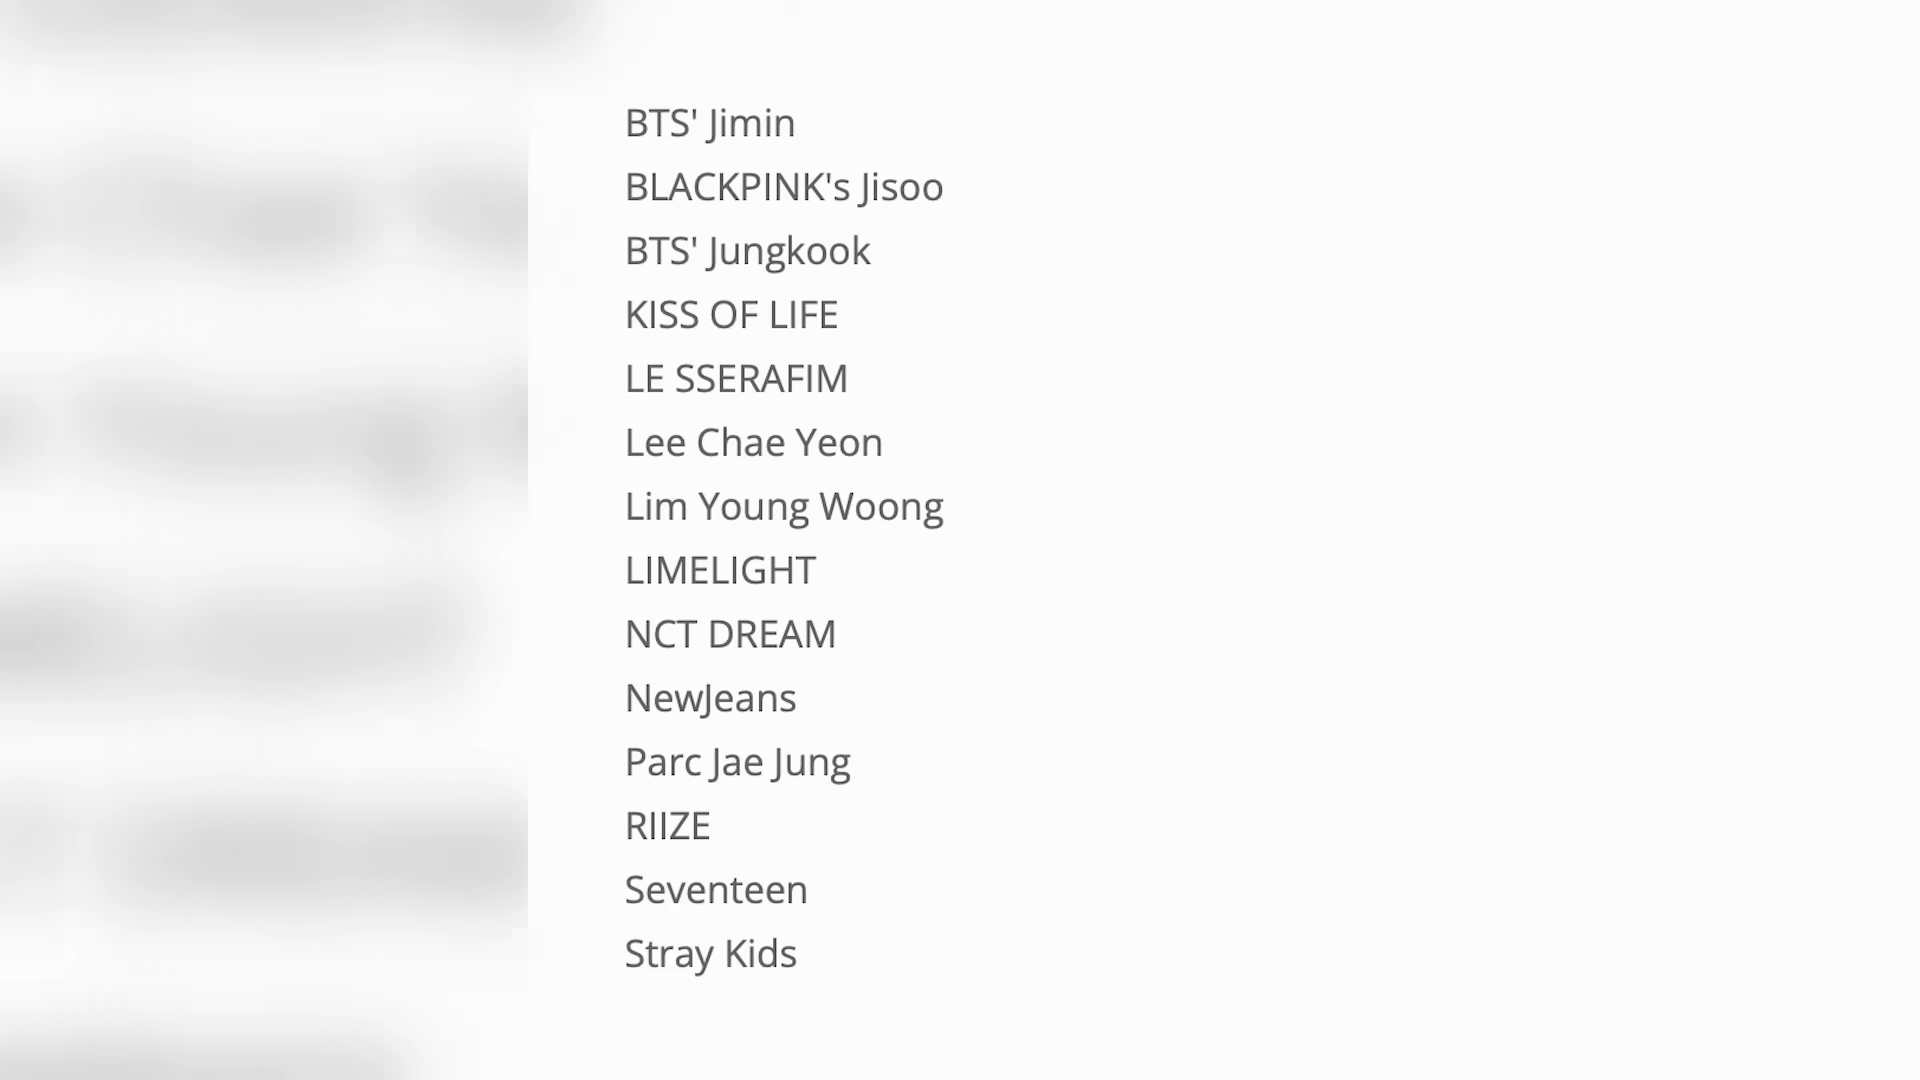 BTS' Jimin
BLACKPINK's Jisoo
BTS' Jungkook
KISS OF LIFE
LE SSERAFIM
Lee Chae Yeon
Lim Young Woong
LIMELIGHT
NCT DREAM
NewJeans
Parc Jae Jung
RIIZE
Seventeen
Stray Kids